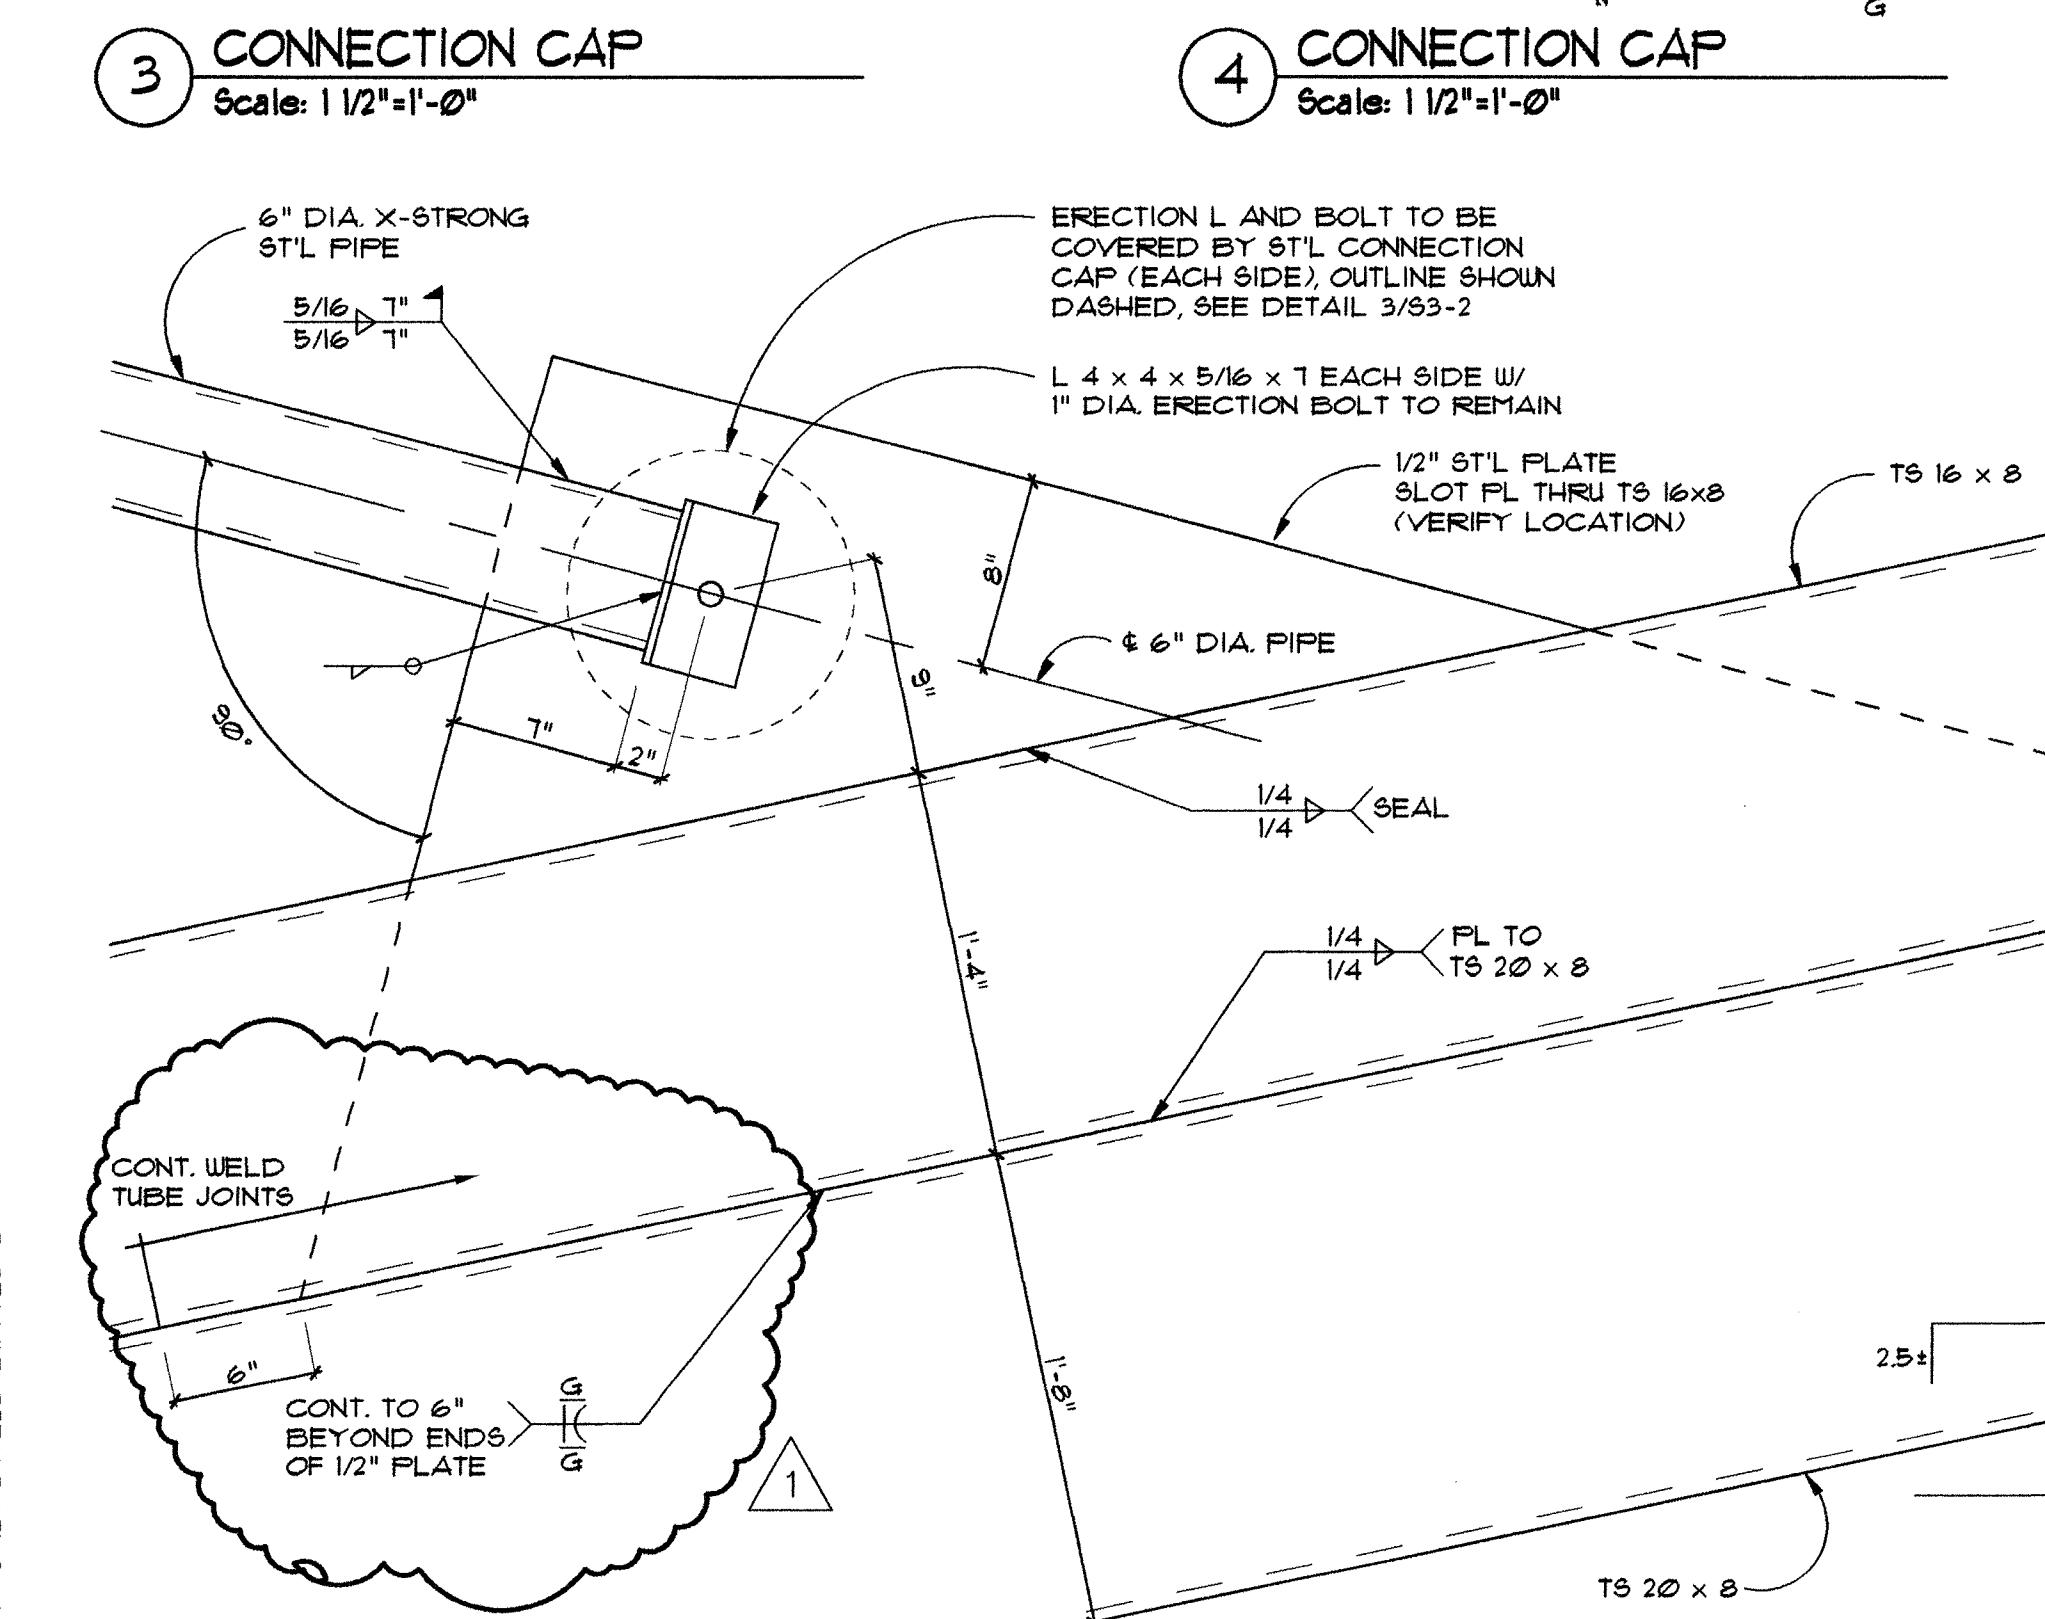 G
3
CONNECTION CAP
Scale: 1 1/2"=1'-0"
4
CONNECTION CAP
Scale: 1 1/2"=1'-0"
6" DIA. X-STRONG
ST'L PIPE
5/16 7"
5/16 7"
ERECTION L AND BOLT TO BE
COVERED BY ST'L CONNECTION
CAP (EACH SIDE), OUTLINE SHOWN
DASHED, SEE DETAIL 3/S3-2
L 4 x 4 x 5/16 x 7 EACH SIDE W/
1" DIA. ERECTION BOLT TO REMAIN
1/2" ST'L PLATE
SLOT PL THRU TS 16x8
(VERIFY LOCATION)
TS 16 x 8
8"
℄ 6" DIA. PIPE
9"
90°
7"
2"
1/4
1/4
SEAL
1'-4"
1/4
1/4
PL TO
TS 20 x 8
CONT. WELD
TUBE JOINTS
6"
CONT. TO 6"
BEYOND ENDS
OF 1/2" PLATE
G
G
1
1'-8"
2.5±
TS 20 x 8